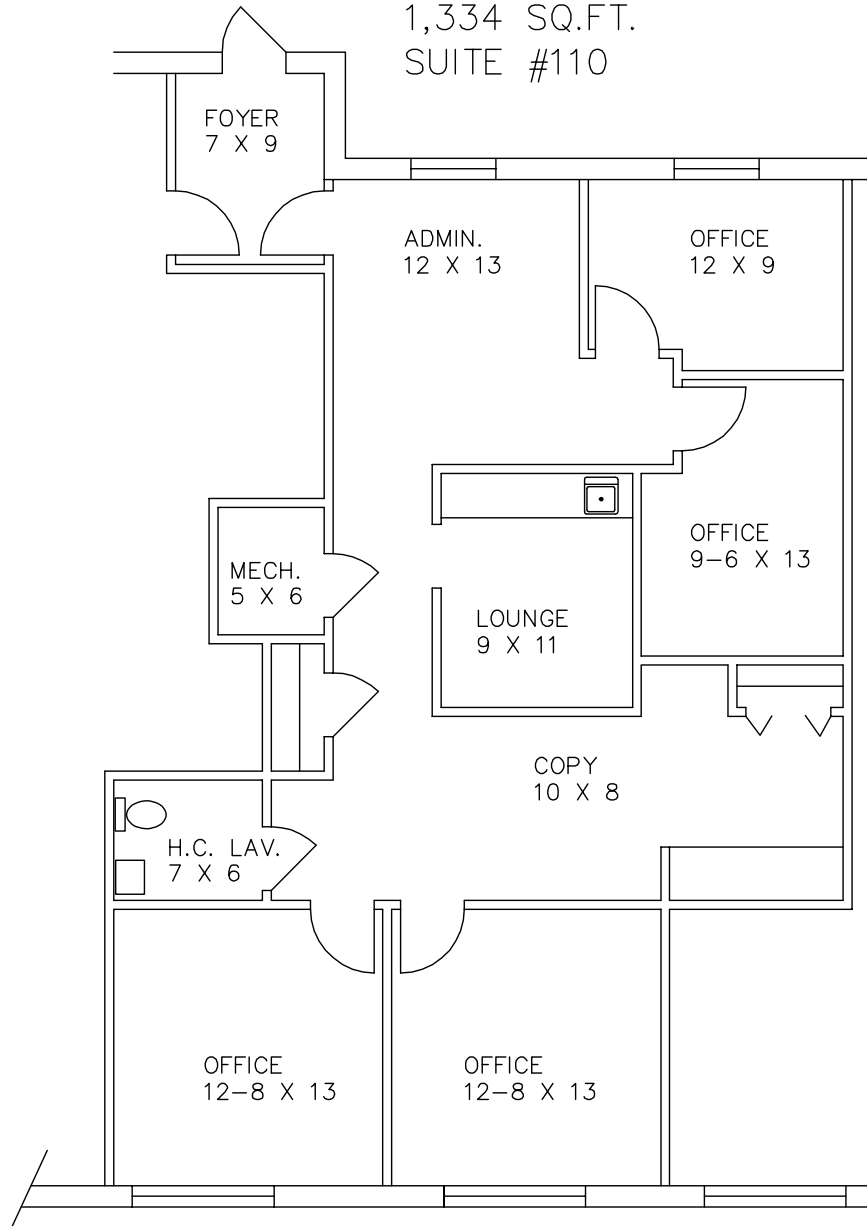 1,334 SQ.FT.
SUITE #110
FOYER
7 X 9
ADMIN.
12 X 13
OFFICE
12 X 9
OFFICE
9-6 X 13
MECH.
5 X 6
LOUNGE
9 X 11
COPY
10 X 8
H.C. LAV.
7 X 6
OFFICE
12-8 X 13
OFFICE
12-8 X 13